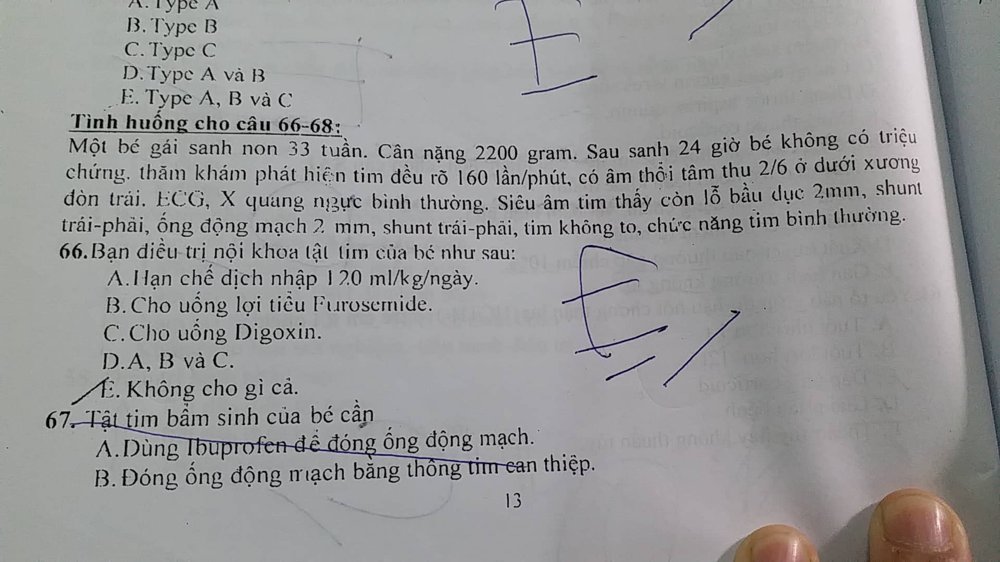 A. Type A
B. Type B
C. Type C
D. Type A và B
E. Type A, B và C
Tình huống cho câu 66-68:
Một bé gái sanh non 33 tuần. Cân nặng 2200 gram. Sau sanh 24 giờ bé không có triệu
chứng. thăm khám phát hiện tim đều rõ 160 lần/phút, có âm thổi tâm thu 2/6 ở dưới xương
đòn trái. ECG, X quang ngực bình thường. Siêu âm tim thấy còn lỗ bầu dục 2mm, shunt
trái-phải, ống động mạch 2 mm, shunt trái-phải, tim không to, chức năng tim bình thường.
66. Bạn điều trị nội khoa tật tim của bé như sau:
A. Hạn chế dịch nhập 120 ml/kg/ngày.
B. Cho uống lợi tiểu Furosemide.
C. Cho uống Digoxin.
D. A, B và C.
E. Không cho gì cả.
E
67. Tật tim bẩm sinh của bé cần
A. Dùng Ibuprofen để đóng ống động mạch.
B. Đóng ống động mạch bằng thông tim can thiệp.
13